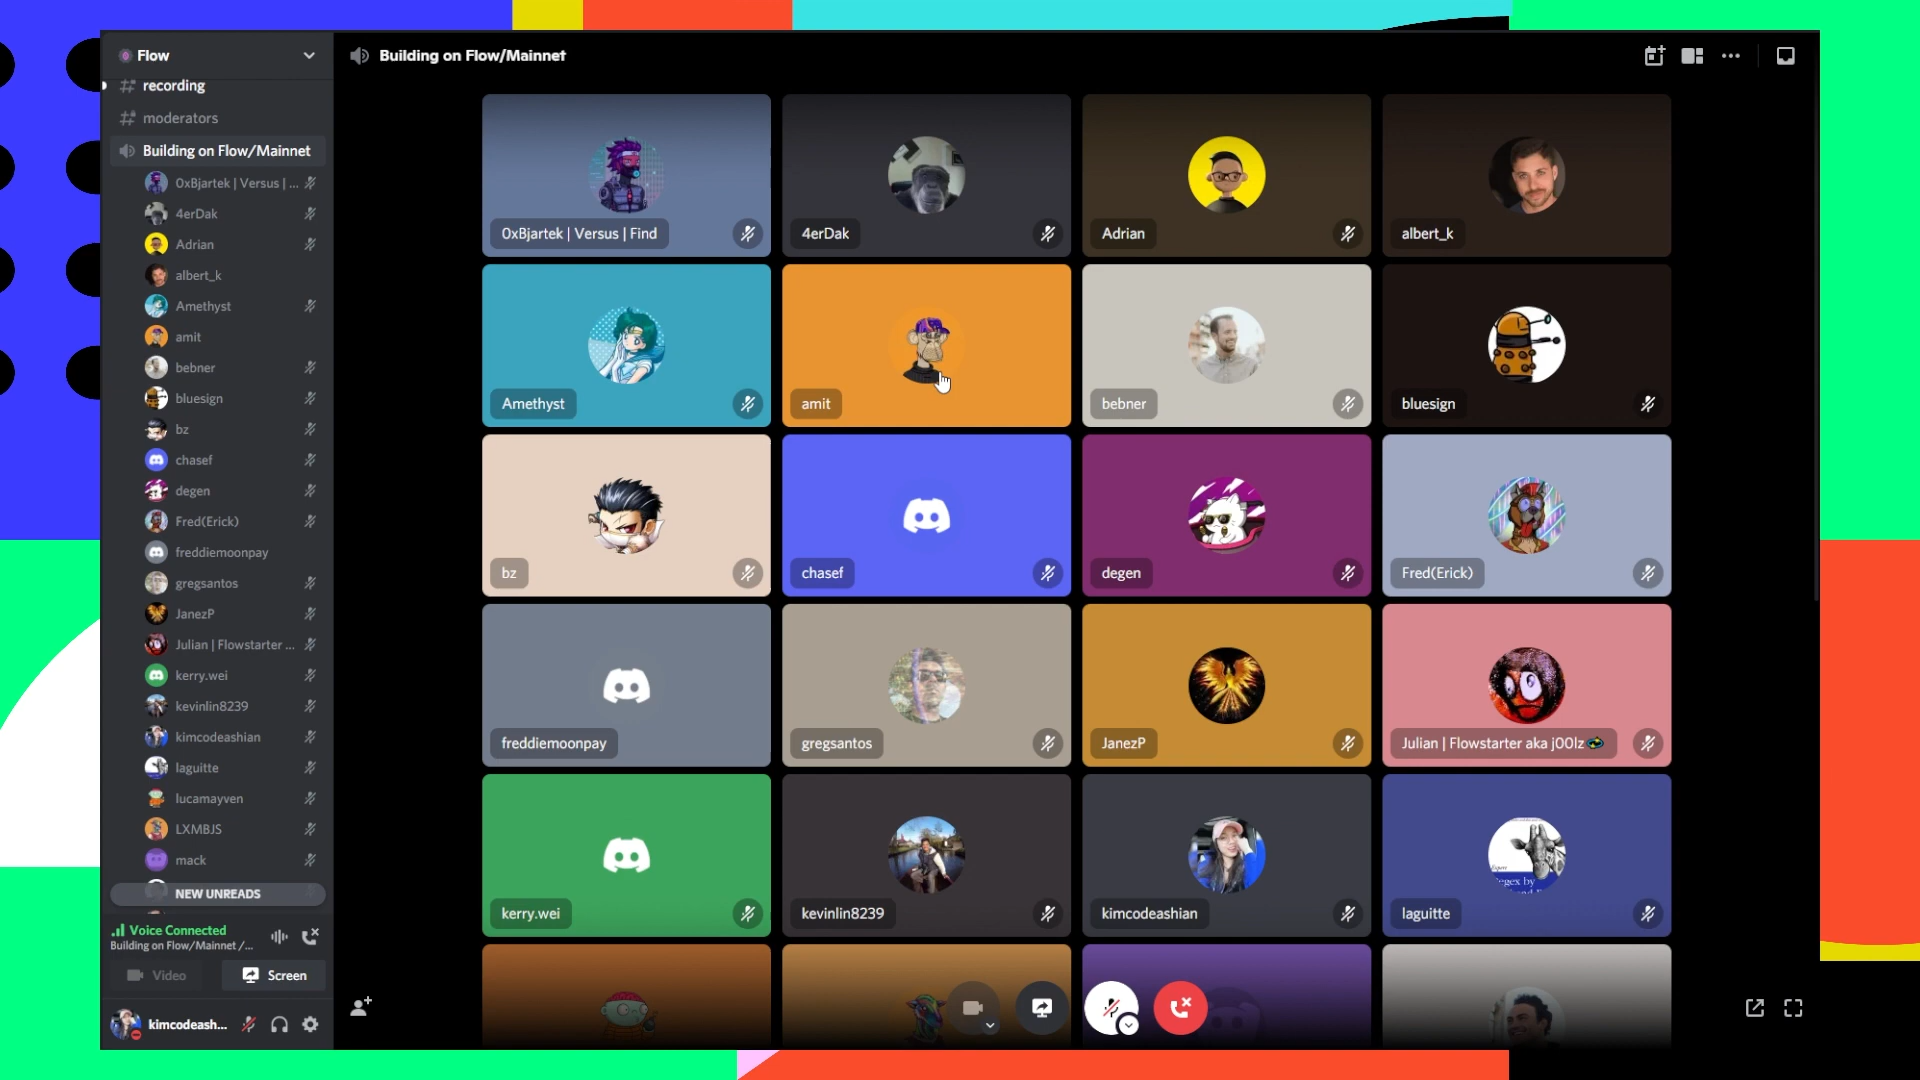 Flow
recording
moderators
Building on Flow/Mainnet
0xBjartek | Versus | ...
4erDak
Adrian
albert_k
Amethyst
amit
bebner
bluesign
bz
chasef
degen
Fred(Erick)
freddiemoonpay
gregsantos
JanezP
Julian | Flowstarter ...
kerry.wei
kevinlin8239
kimcodeashian
laguitte
lucamayven
LXMBJS
mack
NEW UNREADS
Voice Connected
Building on Flow/Mainnet /...
Video
Screen
kimcodeash...
Building on Flow/Mainnet
0xBjartek | Versus | Find
4erDak
Adrian
albert_k
Amethyst
amit
bebner
bluesign
bz
chasef
degen
Fred(Erick)
freddiemoonpay
gregsantos
JanezP
Julian | Flowstarter aka j00lz
kerry.wei
kevinlin8239
kimcodeashian
laguitte